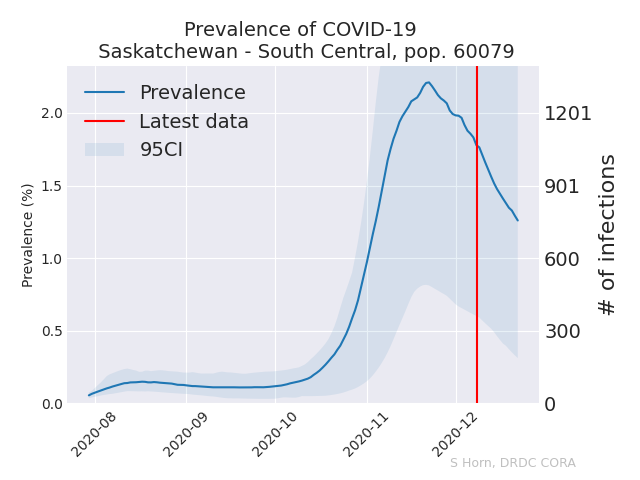 Prevalence of COVID-19
Saskatchewan - South Central, pop. 60079
Prevalence
Latest data
95CI
Prevalence (%)
2.0
1.5
1.0
0.5
0.0
1201
901
600
300
0
# of infections
2020-08
2020-09
2020-10
2020-11
2020-12
S Horn, DRDC CORA